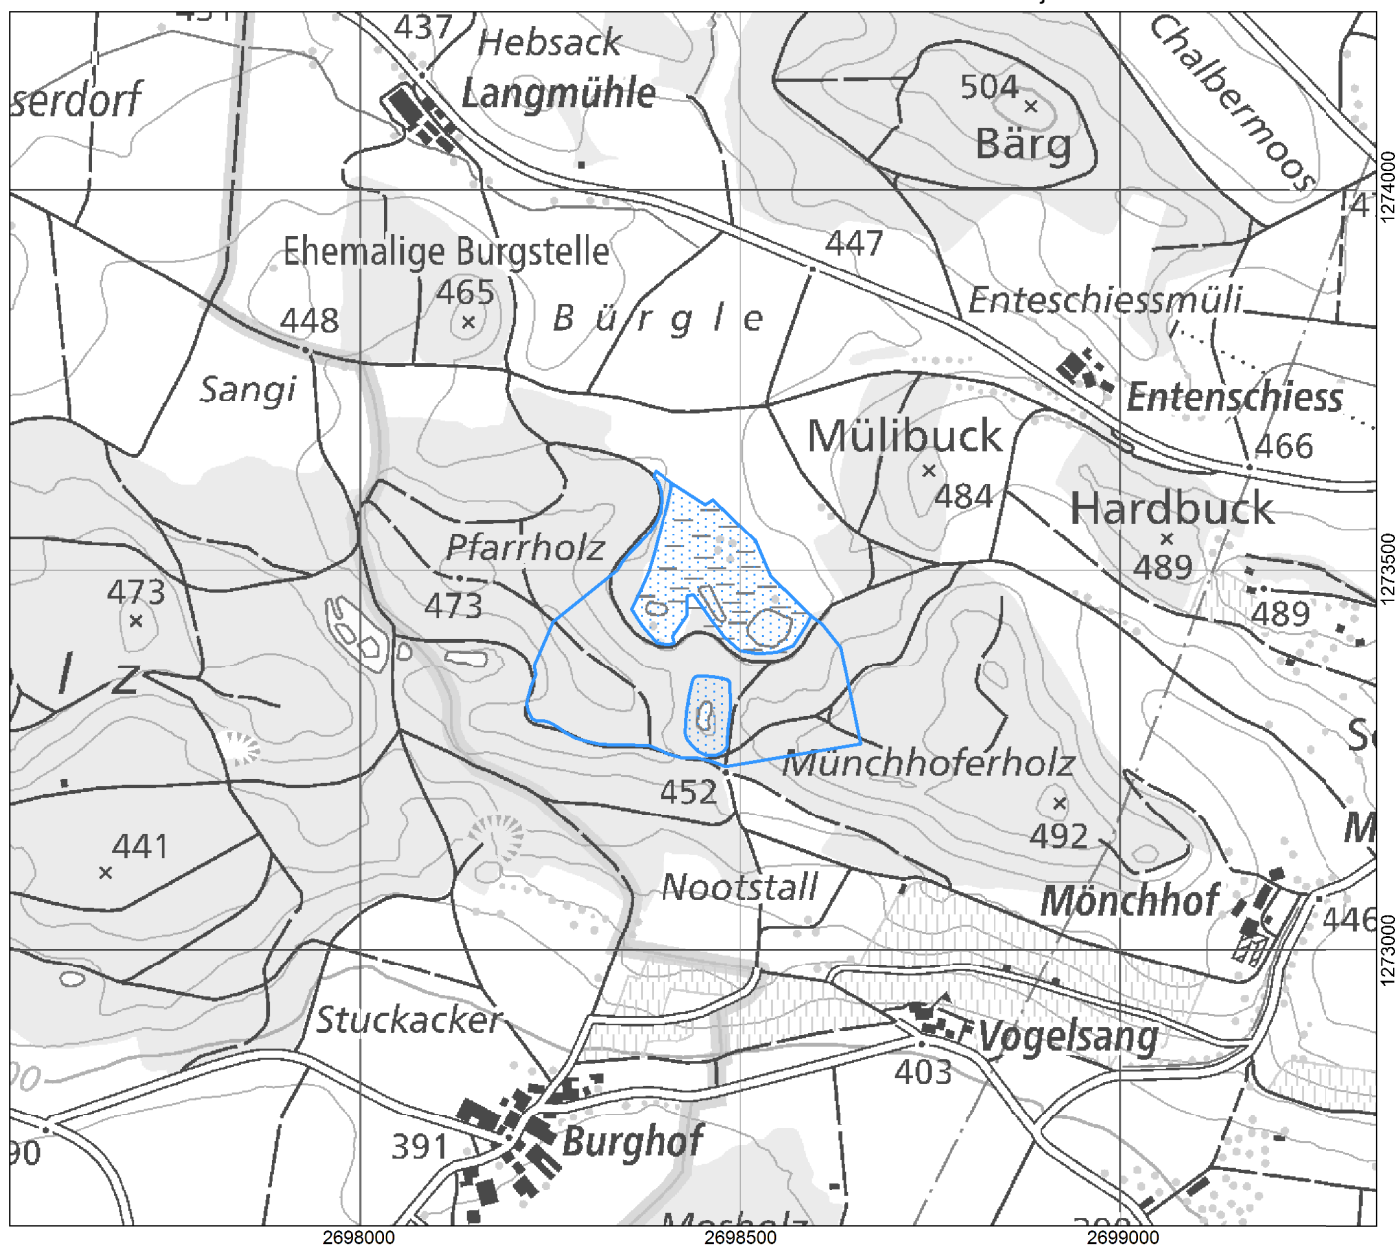 437
Hebsack
Langmühle
serdorf
504
Bärg
Chalbermoos
1274000
Ehemalige Burgstelle
465
447
448
Bürgle
Enteschiessmüli
Sangi
Entenschiess
Mülibuck
466
484
Hardbuck
Pfarrholz
473
473
489
489
1273500
l z
Münchhoferholz
452
492
441
Nootstall
Mönchhof
446
1273000
Stuckacker
Vogelsang
403
391
Burghof
2698000
2698500
2699000